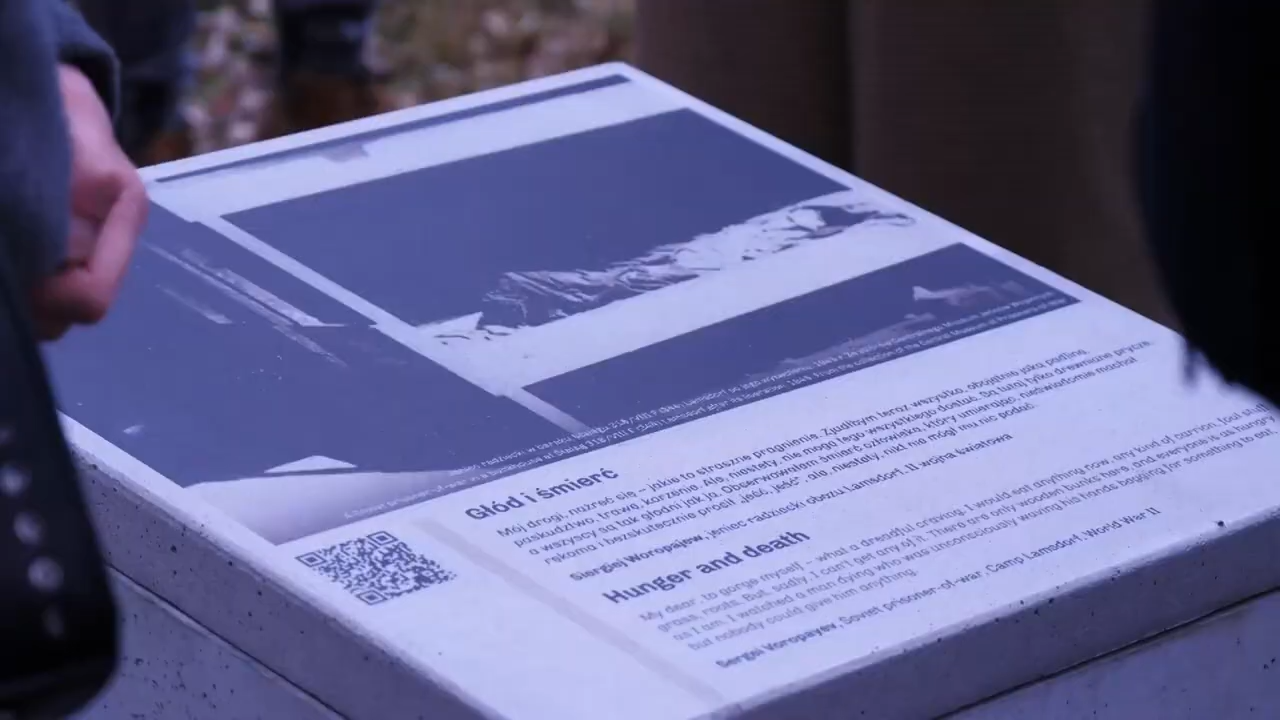 Głód i śmierć
Mój drogi, nażreć się – jakie to straszne pragnienie. Zjadłbym teraz wszystko, obojętnie jaką padlinę,
paskudztwo, trawę, korzenie. Ale, niestety, nie mogę tego wszystkiego dostać. Są tutaj tylko drewniane prycze,
a wszyscy są tak głodni jak ja. Obserwowałem śmierć człowieka, który umierając, nieświadomie machał
rękoma i bezskutecznie prosił „jeść, jeść”, ale, niestety, nikt nie mógł mu nic podać.
Siergiej Woropajew, jeniec radziecki obozu Lamsdorf, II wojna światowa
Hunger and death
My dear, to gorge myself – what a dreadful craving. I would eat anything now, any kind of carrion, foul stuff,
grass, roots. But, sadly, I can't get any of it. There are only wooden bunks here, and everyone is as hungry
as I am. I watched a man dying who was unconsciously waving his hands begging for something to eat,
but nobody could give him anything.
Sergei Voropayev, Soviet prisoner-of-war, Camp Lamsdorf, World War II